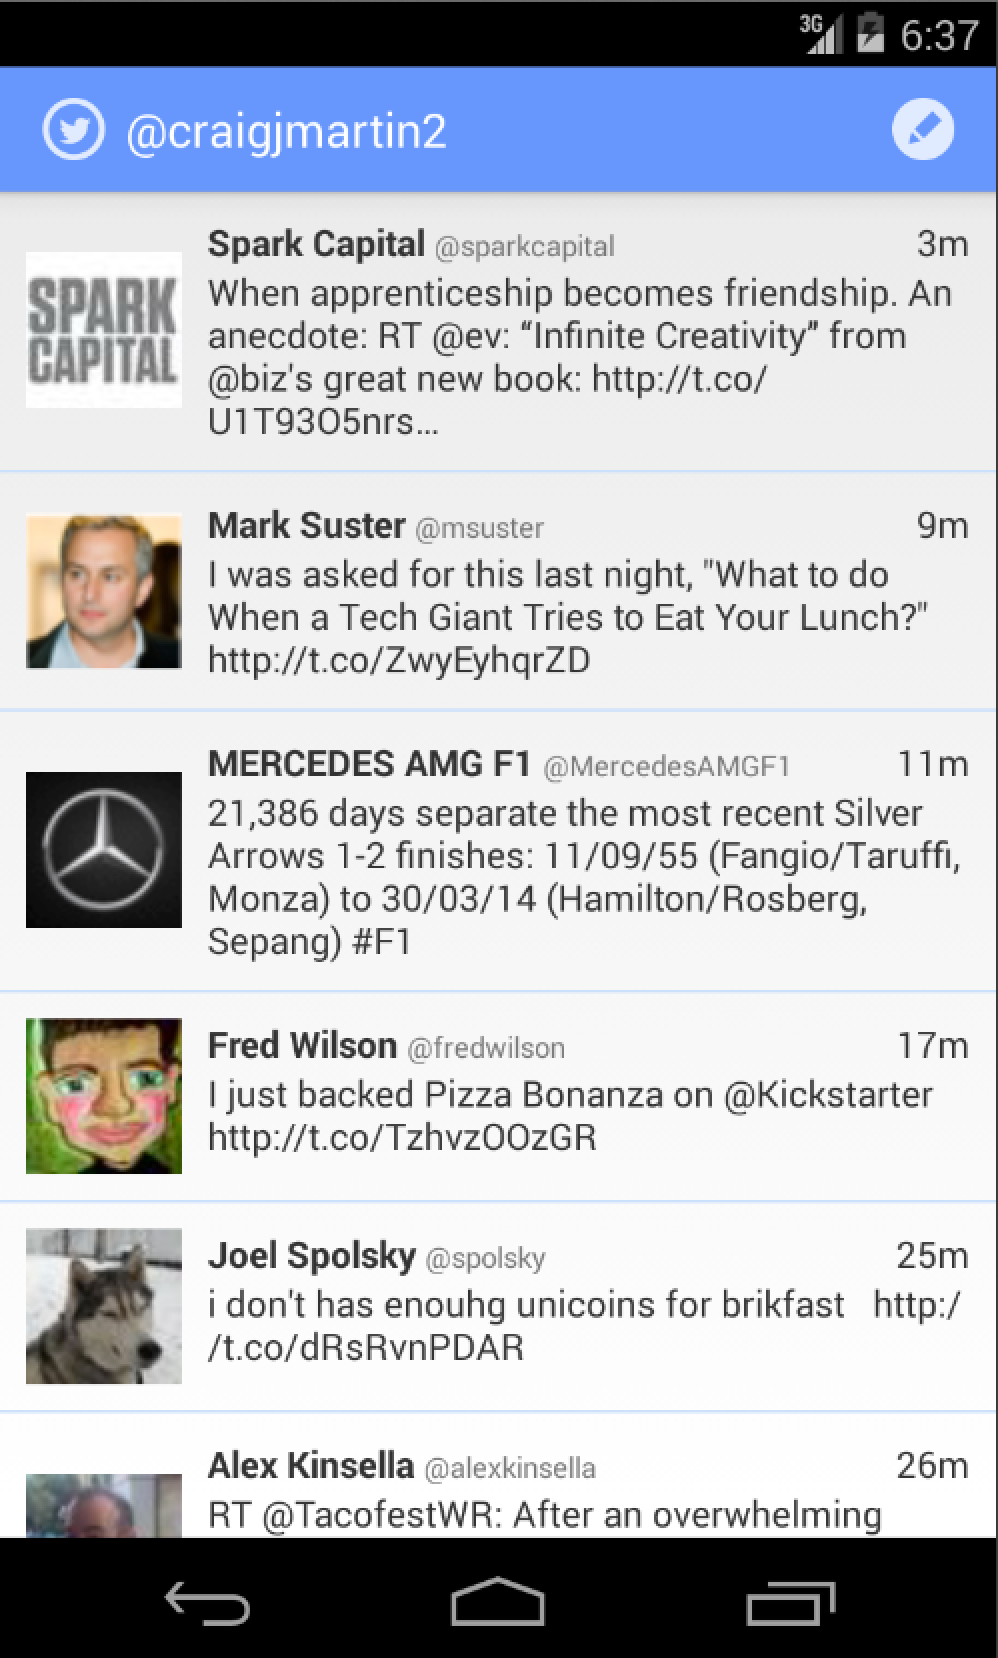 3G 6:37
@craigjmartin2
Spark Capital @sparkcapital 3m
SPARK
CAPITAL
When apprenticeship becomes friendship. An
anecdote: RT @ev: “Infinite Creativity” from
@biz's great new book: http://t.co/
U1T93O5nrs…
Mark Suster @msuster 9m
I was asked for this last night, "What to do
When a Tech Giant Tries to Eat Your Lunch?"
http://t.co/ZwyEyhqrZD
MERCEDES AMG F1 @MercedesAMGF1 11m
21,386 days separate the most recent Silver
Arrows 1-2 finishes: 11/09/55 (Fangio/Taruffi,
Monza) to 30/03/14 (Hamilton/Rosberg,
Sepang) #F1
Fred Wilson @fredwilson 17m
I just backed Pizza Bonanza on @Kickstarter
http://t.co/TzhvzOOzGR
Joel Spolsky @spolsky 25m
i don't has enouhg unicoins for brikfast   http:/
/t.co/dRsRvnPDAR
Alex Kinsella @alexkinsella 26m
RT @TacofestWR: After an overwhelming